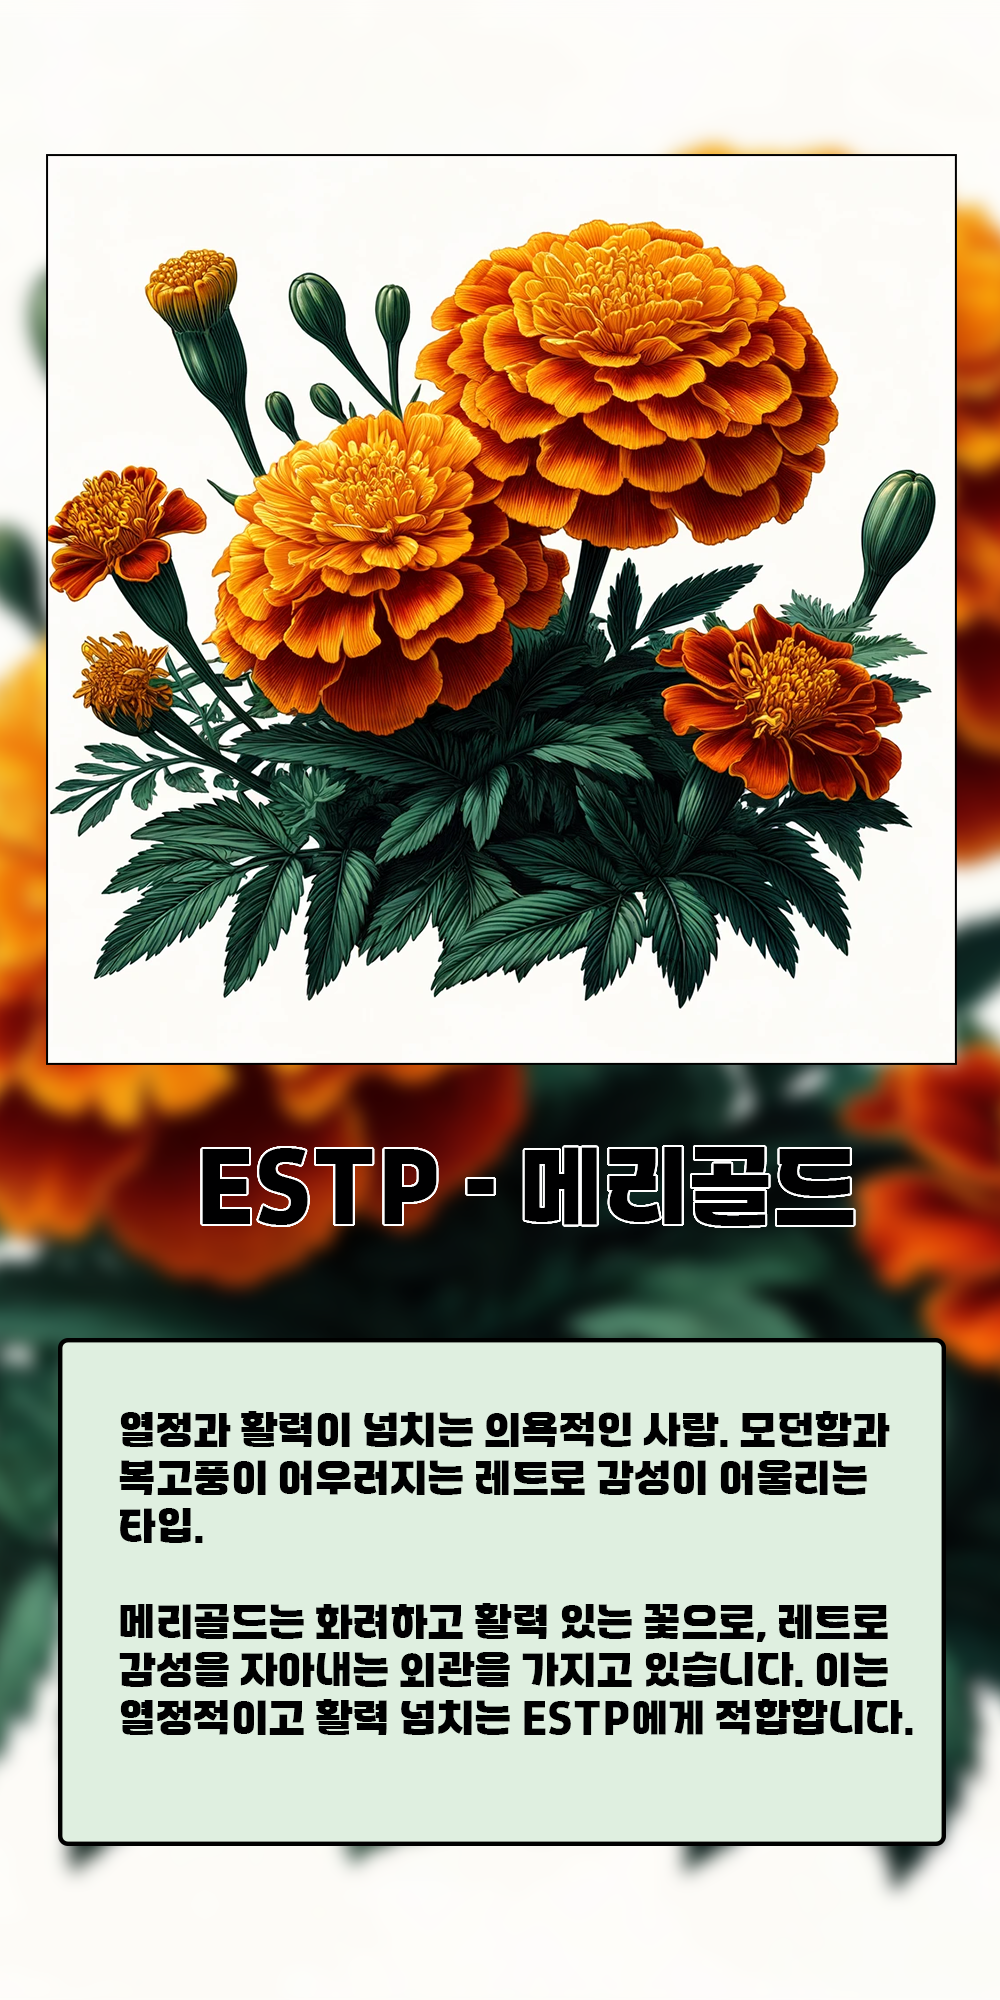 ESTP - 메리골드
열정과 활력이 넘치는 의욕적인 사람. 모던함과
복고풍이 어우러지는 레트로 감성이 어울리는
타입.
메리골드는 화려하고 활력 있는 꽃으로, 레트로
감성을 자아내는 외관을 가지고 있습니다. 이는
열정적이고 활력 넘치는 ESTP에게 적합합니다.